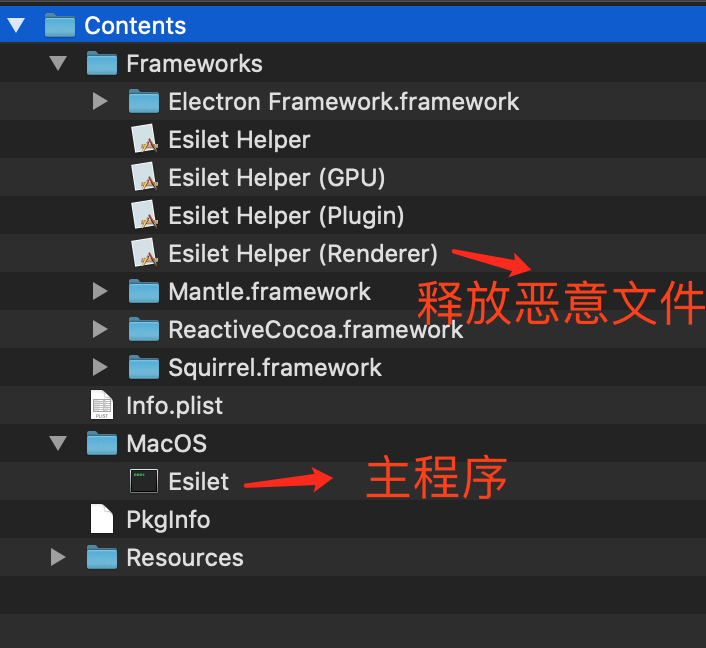 Contents
Frameworks
Electron Framework.framework
Esilet Helper
Esilet Helper (GPU)
Esilet Helper (Plugin)
Esilet Helper (Renderer)
释放恶意文件
Mantle.framework
ReactiveCocoa.framework
Squirrel.framework
Info.plist
MacOS
Esilet
主程序
PkgInfo
Resources